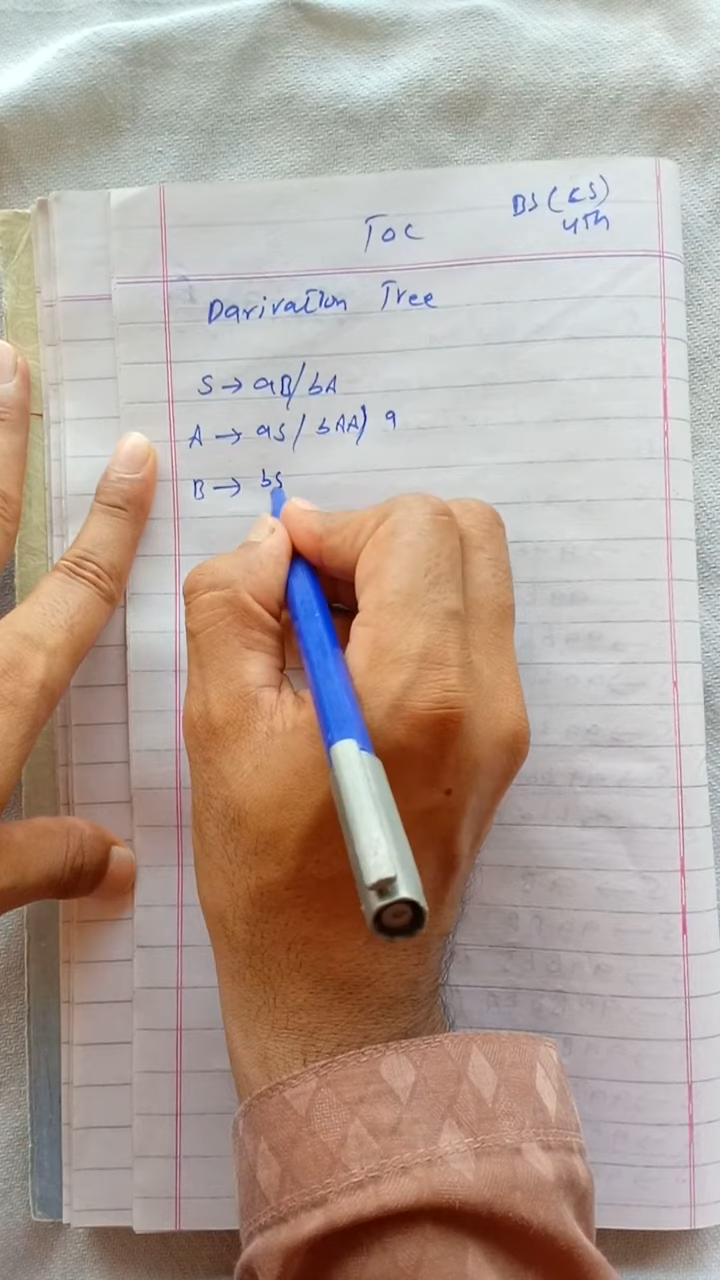 BS (CS)
4th
TOC
Darivation Tree
S → aB/bA
A → aS/bAA/a
B → bS